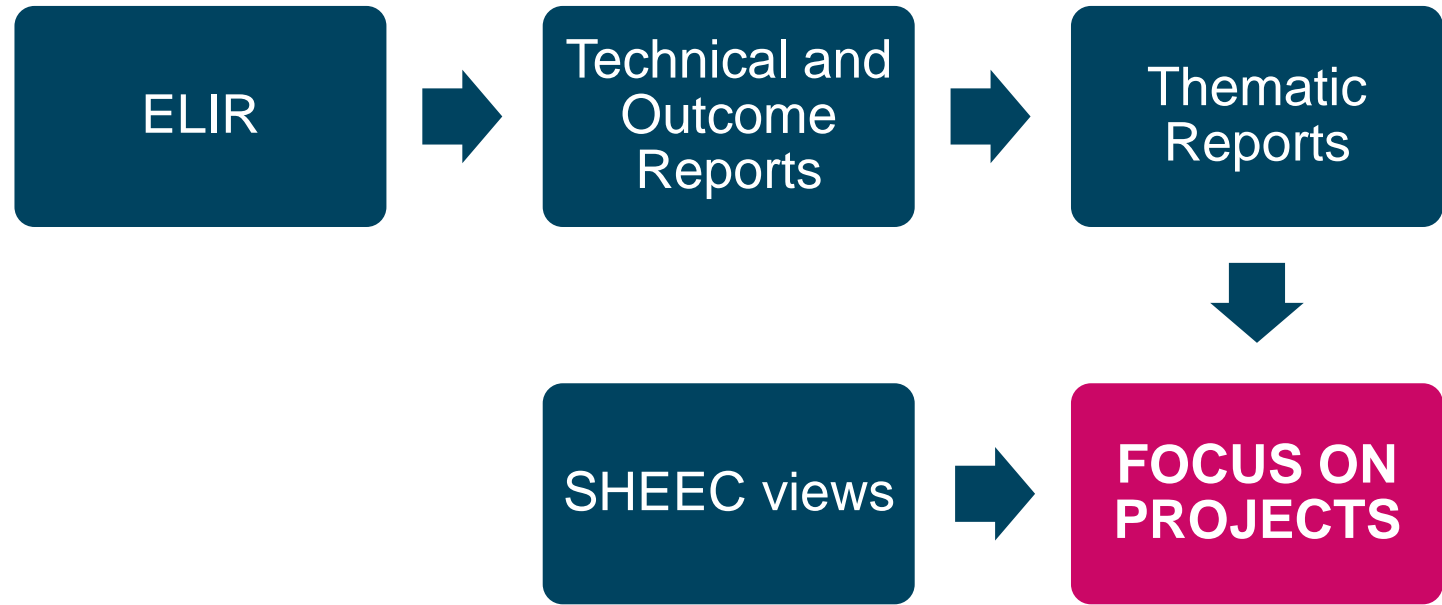 ELIR
Technical and
Outcome
Reports
Thematic
Reports
SHEEC views
FOCUS ON
PROJECTS